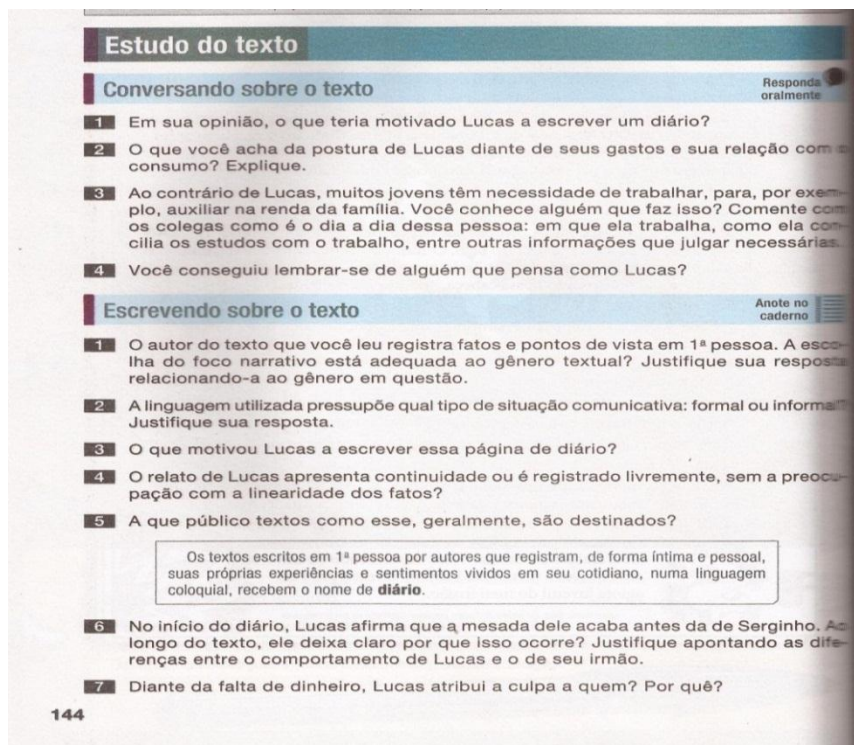 Estudo do texto
Conversando sobre o texto
Responda
oralmente
1 Em sua opinião, o que teria motivado Lucas a escrever um diário?
2 O que você acha da postura de Lucas diante de seus gastos e sua relação com
consumo? Explique.
3 Ao contrário de Lucas, muitos jovens têm necessidade de trabalhar, para, por exem-
plo, auxiliar na renda da família. Você conhece alguém que faz isso? Comente com
os colegas como é o dia a dia dessa pessoa: em que ela trabalha, como ela con-
cilia os estudos com o trabalho, entre outras informações que julgar necessárias.
4 Você conseguiu lembrar-se de alguém que pensa como Lucas?
Escrevendo sobre o texto
Anote no
caderno
1 O autor do texto que você leu registra fatos e pontos de vista em 1ª pessoa. A esco-
lha do foco narrativo está adequada ao gênero textual? Justifique sua resposta
relacionando-a ao gênero em questão.
2 A linguagem utilizada pressupõe qual tipo de situação comunicativa: formal ou informal?
Justifique sua resposta.
3 O que motivou Lucas a escrever essa página de diário?
4 O relato de Lucas apresenta continuidade ou é registrado livremente, sem a preocu-
pação com a linearidade dos fatos?
5 A que público textos como esse, geralmente, são destinados?
Os textos escritos em 1ª pessoa por autores que registram, de forma íntima e pessoal,
suas próprias experiências e sentimentos vividos em seu cotidiano, numa linguagem
coloquial, recebem o nome de diário.
6 No início do diário, Lucas afirma que a mesada dele acaba antes da de Serginho. Ao
longo do texto, ele deixa claro por que isso ocorre? Justifique apontando as dife-
renças entre o comportamento de Lucas e o de seu irmão.
7 Diante da falta de dinheiro, Lucas atribui a culpa a quem? Por quê?
144